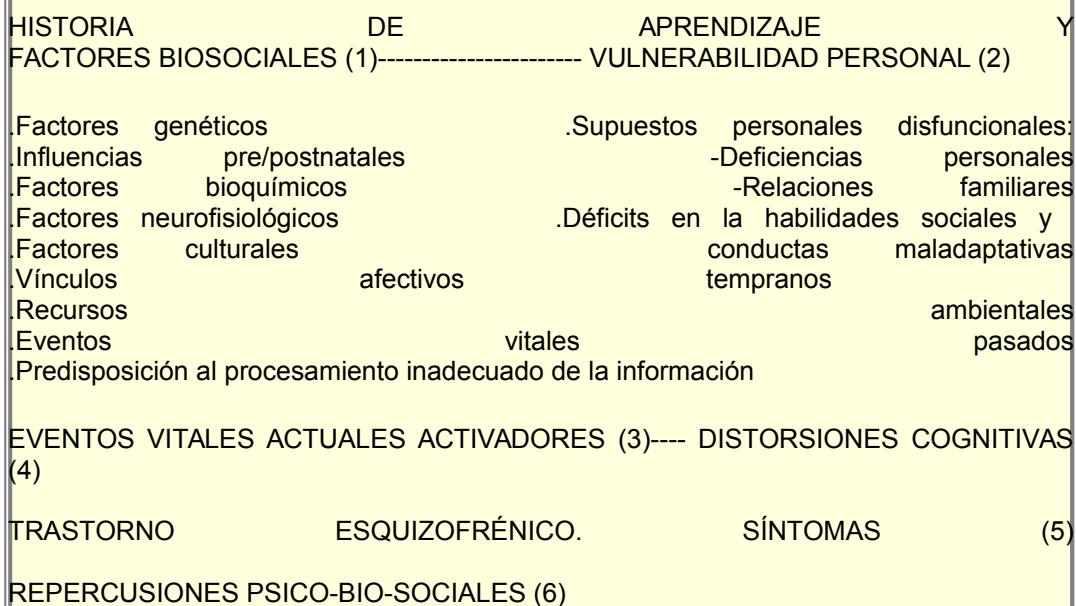 HISTORIA DE APRENDIZAJE Y
FACTORES BIOSOCIALES (1)----------------------- VULNERABILIDAD PERSONAL (2)
.Factores genéticos .Supuestos personales disfuncionales:
.Influencias pre/postnatales -Deficiencias personales
.Factores bioquímicos -Relaciones familiares
.Factores neurofisiológicos .Déficits en la habilidades sociales y
.Factores culturales conductas maladaptativas
.Vínculos afectivos tempranos
.Recursos ambientales
.Eventos vitales pasados
.Predisposición al procesamiento inadecuado de la información
EVENTOS VITALES ACTUALES ACTIVADORES (3)---- DISTORSIONES COGNITIVAS
(4)
TRASTORNO ESQUIZOFRÉNICO. SÍNTOMAS (5)
REPERCUSIONES PSICO-BIO-SOCIALES (6)